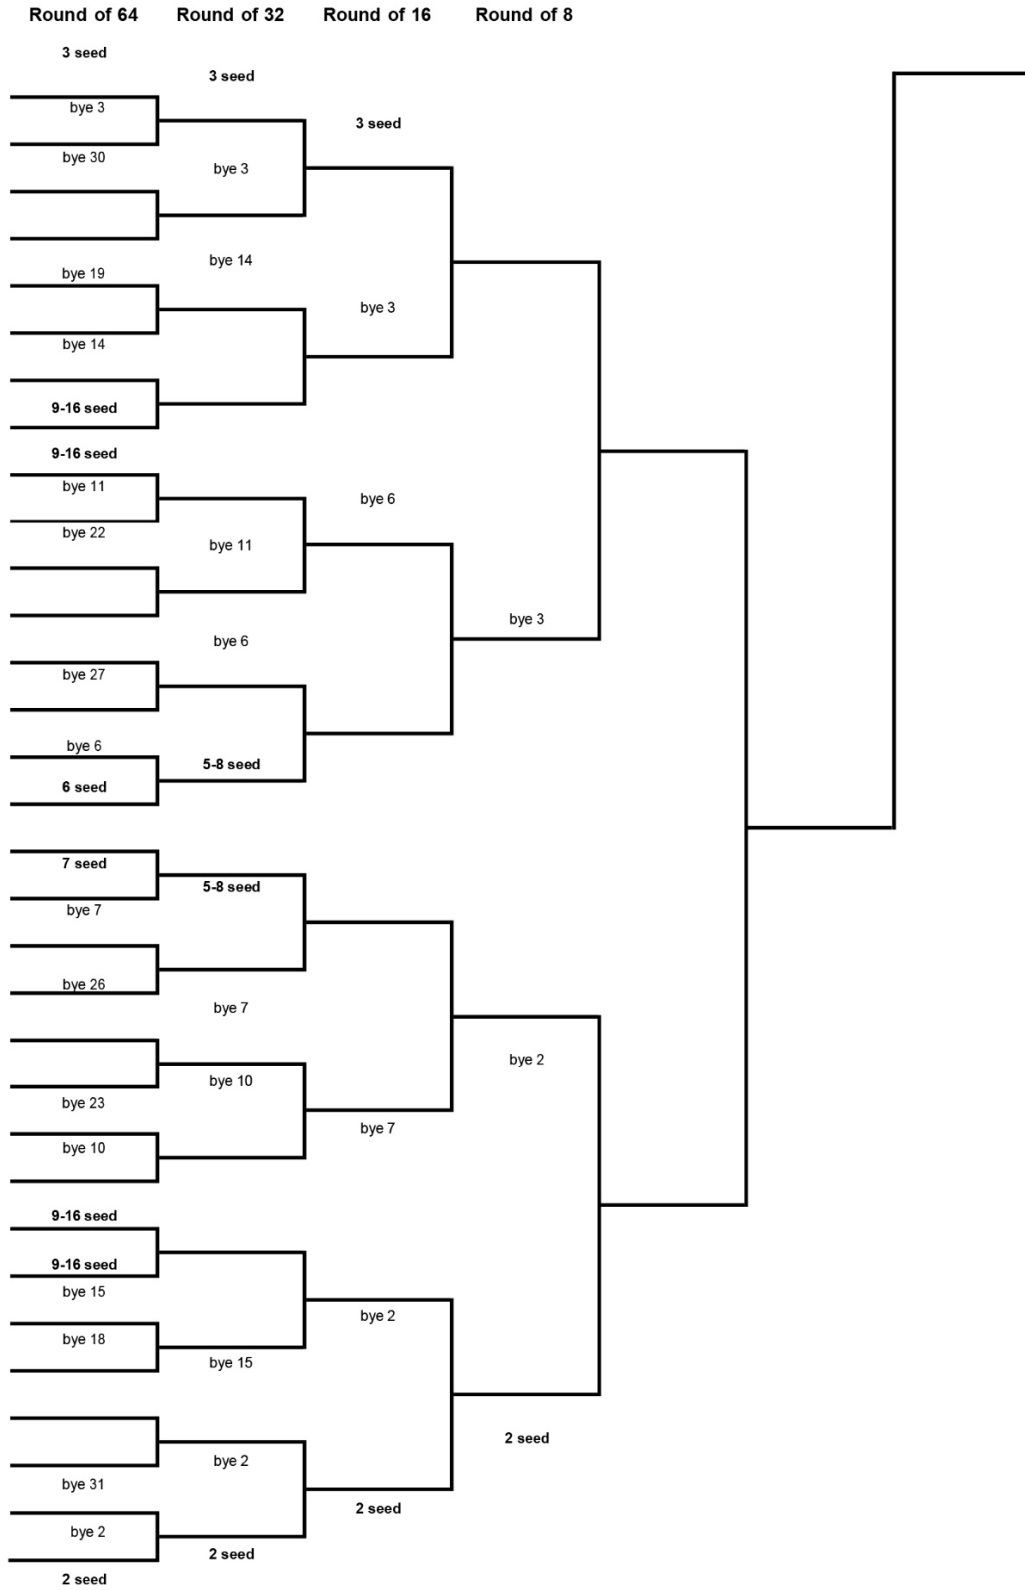 Round of 64 Round of 32 Round of 16 Round of 8
3 seed
3 seed
bye 3
3 seed
bye 30
bye 3
bye 14
bye 19
bye 3
bye 14
9-16 seed
9-16 seed
bye 11
bye 6
bye 22
bye 11
bye 3
bye 6
bye 27
bye 6
5-8 seed
6 seed
7 seed
5-8 seed
bye 7
bye 26
bye 7
bye 2
bye 10
bye 23
bye 7
bye 10
9-16 seed
9-16 seed
bye 15
bye 2
bye 18
bye 15
2 seed
bye 2
bye 31
2 seed
bye 2
2 seed
2 seed